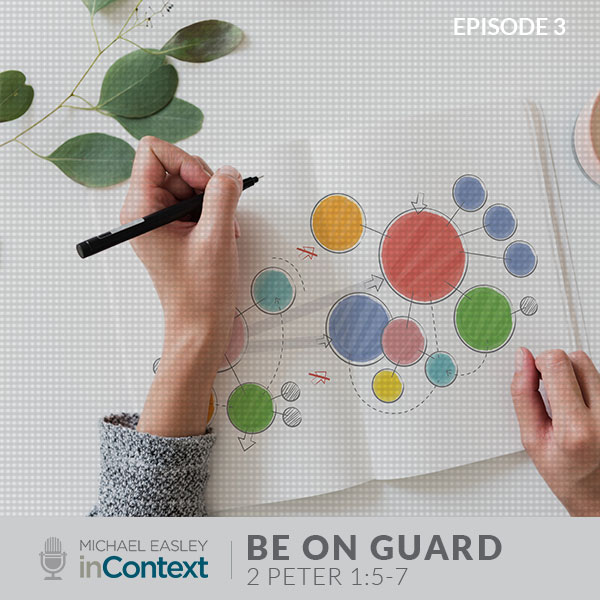 EPISODE 3
MICHAEL EASLEY
inContext
BE ON GUARD
2 PETER 1:5-7